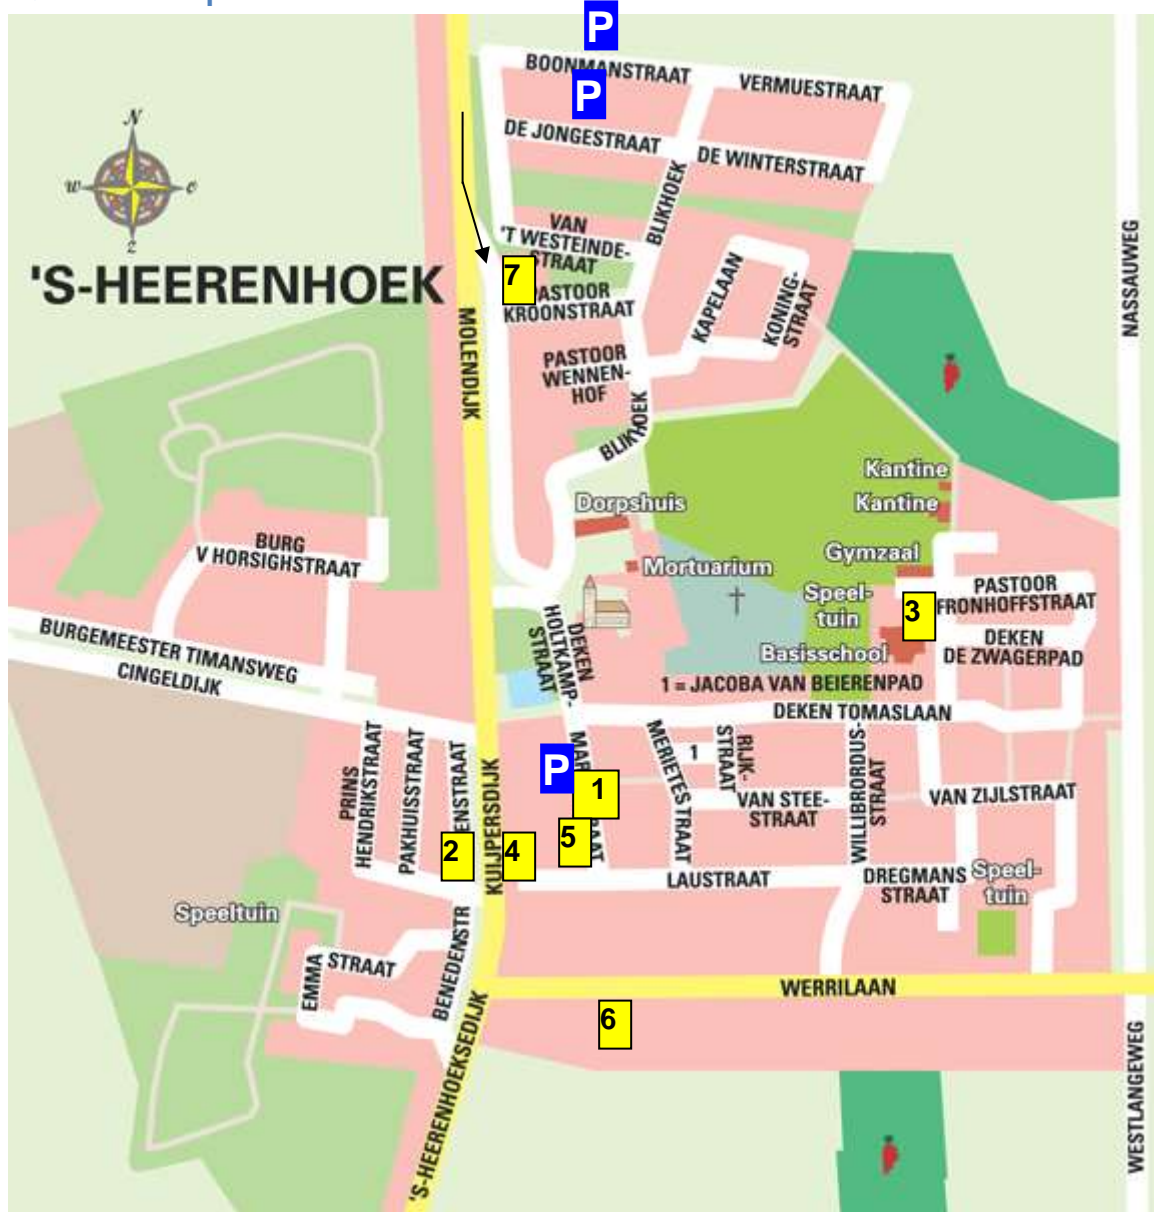 P
BOONMANSTRAAT
VERMUESTRAAT
P
DE JONGESTRAAT
DE WINTERSTRAAT
N
W
O
Z
BLIKHOEK
VAN
'T WESTEINDE-
STRAAT
'S-HEERENHOEK
7
PASTOOR
KROONSTRAAT
KAPELAAN
KONING-
STRAAT
NASSAUWEG
MOLENDIJK
PASTOOR
WENNEN-
HOF
BLIKHOEK
Kantine
Kantine
Dorpshuis
Gymzaal
Mortuarium
BURG
V HORSIGHSTRAAT
Speel-
tuin
3
PASTOOR
FRONHOFFSTRAAT
DEKEN
DE ZWAGERPAD
Basisschool
BURGEMEESTER TIMANSWEG
CINGELDIJK
DEKEN
HOLTKAMP-
STRAAT
1 = JACOBA VAN BEIERENPAD
DEKEN TOMASLAAN
PRINS
HENDRIKSTRAAT
PAKHUISSTRAAT
ENSTRAAT
KUIJPERSDIJK
P
MAR
RAAT
1
5
2
4
MERIETESTRAAT
1
RIJK-
STRAAT
VAN STEE-
STRAAT
WILLIBRORDUS-
STRAAT
VAN ZIJLSTRAAT
LAUSTRAAT
DREGMANS
STRAAT
Speel-
tuin
Speeltuin
EMMA
STRAAT
BENEDENSTR
WERRILAAN
6
'S-HEERENHOEKSEDIJK
WESTLANGEWEG